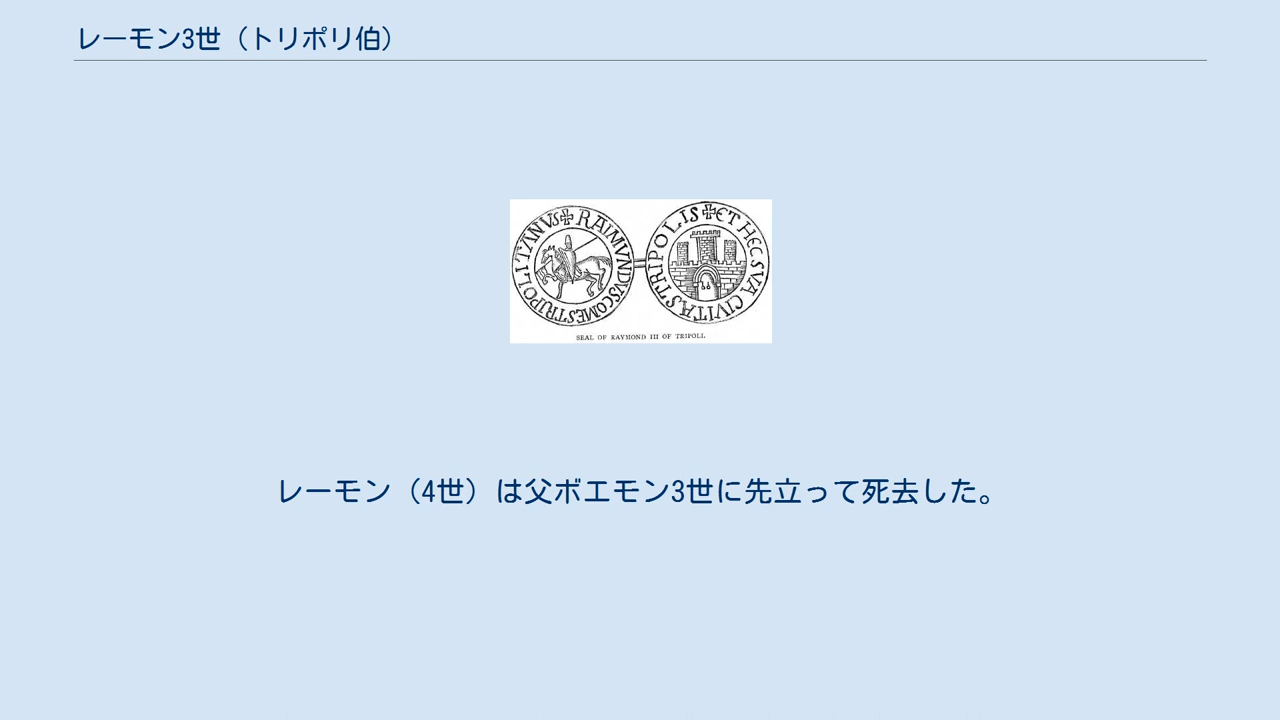 レーモン3世（トリポリ伯）
✠ RAIMVNDVS COMES TRIPOLITANVS
✠ ET HEC SVA CIVITAS TRIPOLIS
SEAL OF RAYMOND III OF TRIPOLI.
レーモン（4世）は父ボエモン3世に先立って死去した。